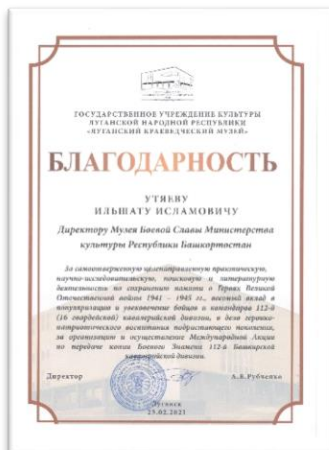 ГОСУДАРСТВЕННОЕ УЧРЕЖДЕНИЕ КУЛЬТУРЫ
ЛУГАНСКОЙ НАРОДНОЙ РЕСПУБЛИКИ
«ЛУГАНСКИЙ КРАЕВЕДЧЕСКИЙ МУЗЕЙ»
БЛАГОДАРНОСТЬ
УТЯЕВУ
ИЛЬШАТУ ИСЛАМОВИЧУ
Директору Музея Боевой Славы Министерства
культуры Республики Башкортостан
За самоотверженную целенаправленную практическую,
научно-исследовательскую, поисковую и литературную
деятельность по сохранению памяти о Героях Великой
Отечественной войны 1941 - 1945 гг., весомый вклад в
популяризацию и увековечение бойцов и командиров 112-й
(16 гвардейской) кавалерийской дивизии, в дело героико-
патриотического воспитания подрастающего поколения,
за организацию и осуществление Международной Акции
по передаче копии Боевого Знамени 112-й Башкирской
кавалерийской дивизии.
Директор
А.В.Рубченко
Луганск
25.02.2021